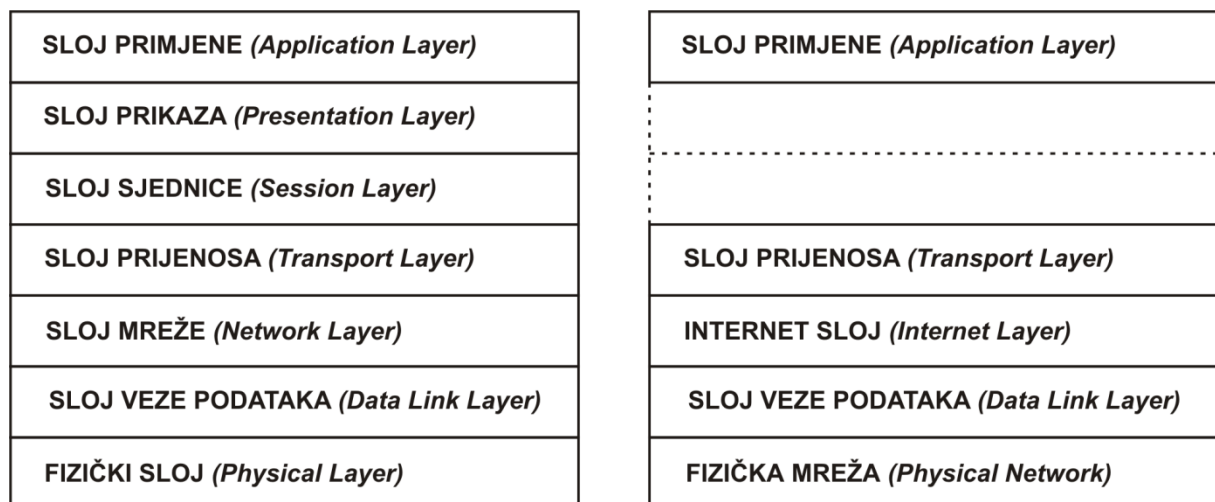 SLOJ PRIMJENE (Application Layer)
SLOJ PRIKAZA (Presentation Layer)
SLOJ SJEDNICE (Session Layer)
SLOJ PRIJENOSA (Transport Layer)
SLOJ MREŽE (Network Layer)
SLOJ VEZE PODATAKA (Data Link Layer)
FIZIČKI SLOJ (Physical Layer)
SLOJ PRIMJENE (Application Layer)
SLOJ PRIJENOSA (Transport Layer)
INTERNET SLOJ (Internet Layer)
SLOJ VEZE PODATAKA (Data Link Layer)
FIZIČKA MREŽA (Physical Network)